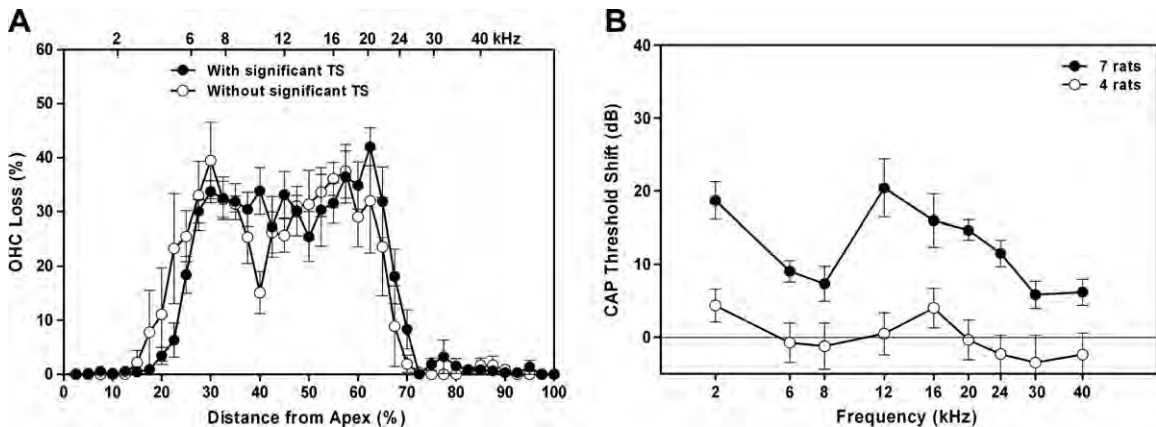 A
2 6 8 12 16 20 24 30 40 kHz
60
50
40
30
20
10
0
OHC Loss (%)
With significant TS
Without significant TS
0 10 20 30 40 50 60 70 80 90 100
Distance from Apex (%)
B
40
30
20
10
0
CAP Threshold Shift (dB)
7 rats
4 rats
2 6 8 12 16 20 24 30 40
Frequency (kHz)